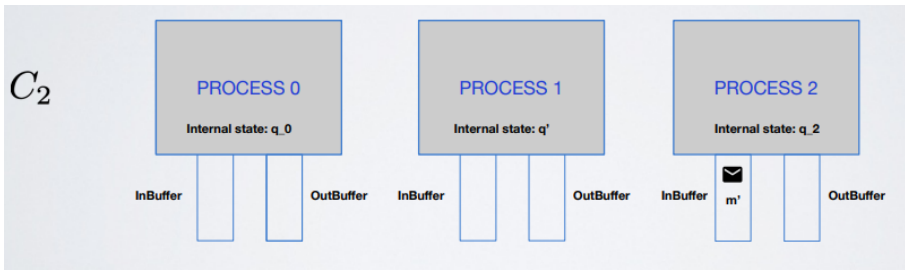 C₂
PROCESS 0
PROCESS 1
PROCESS 2
Internal state: q_0
Internal state: q'
Internal state: q_2
InBuffer
OutBuffer
InBuffer
OutBuffer
InBuffer
m'
OutBuffer